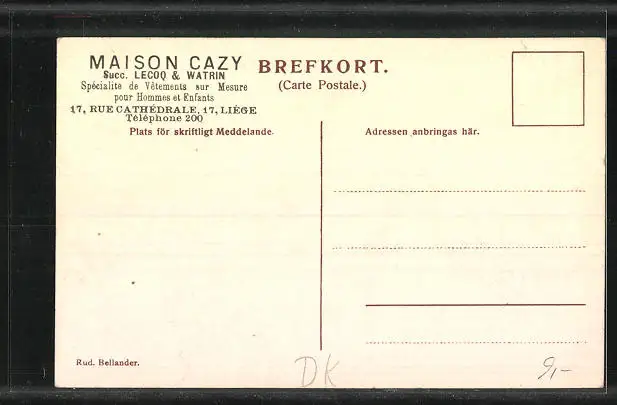 MAISON CAZY
Succ. LECOQ & WATRIN
Spécialité de Vêtements sur Mesure
pour Hommes et Enfants
17, RUE CATHÉDRALE, 17, LIÉGE
Téléphone 200
BREFKORT.
(Carte Postale.)
Plats för skriftligt Meddelande.
Adressen anbringas här.
Rud. Bellander.
DK
9,-